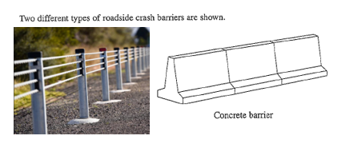 Two different types of roadside crash barriers are shown.
Concrete barrier